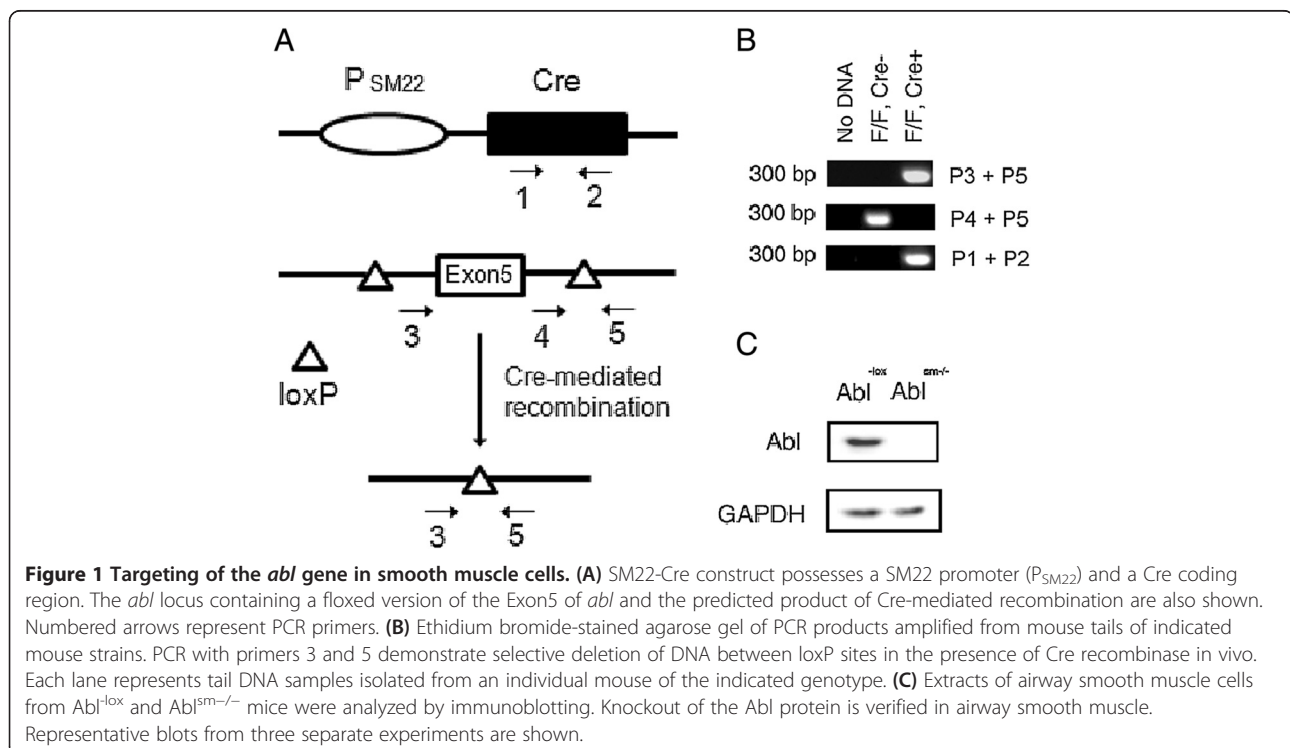 A
P SM22
Cre
1 2
Exon5
3 4 5
loxP
Cre-mediated
recombination
3 5
B
No DNA
F/F, Cre-
F/F, Cre+
300 bp P3 + P5
300 bp P4 + P5
300 bp P1 + P2
C
Abl-lox Ablsm-/-
Abl
GAPDH
Figure 1 Targeting of the abl gene in smooth muscle cells. (A) SM22-Cre construct possesses a SM22 promoter (PSM22) and a Cre coding
region. The abl locus containing a floxed version of the Exon5 of abl and the predicted product of Cre-mediated recombination are also shown.
Numbered arrows represent PCR primers. (B) Ethidium bromide-stained agarose gel of PCR products amplified from mouse tails of indicated
mouse strains. PCR with primers 3 and 5 demonstrate selective deletion of DNA between loxP sites in the presence of Cre recombinase in vivo.
Each lane represents tail DNA samples isolated from an individual mouse of the indicated genotype. (C) Extracts of airway smooth muscle cells
from Abl-lox and Ablsm−/− mice were analyzed by immunoblotting. Knockout of the Abl protein is verified in airway smooth muscle.
Representative blots from three separate experiments are shown.